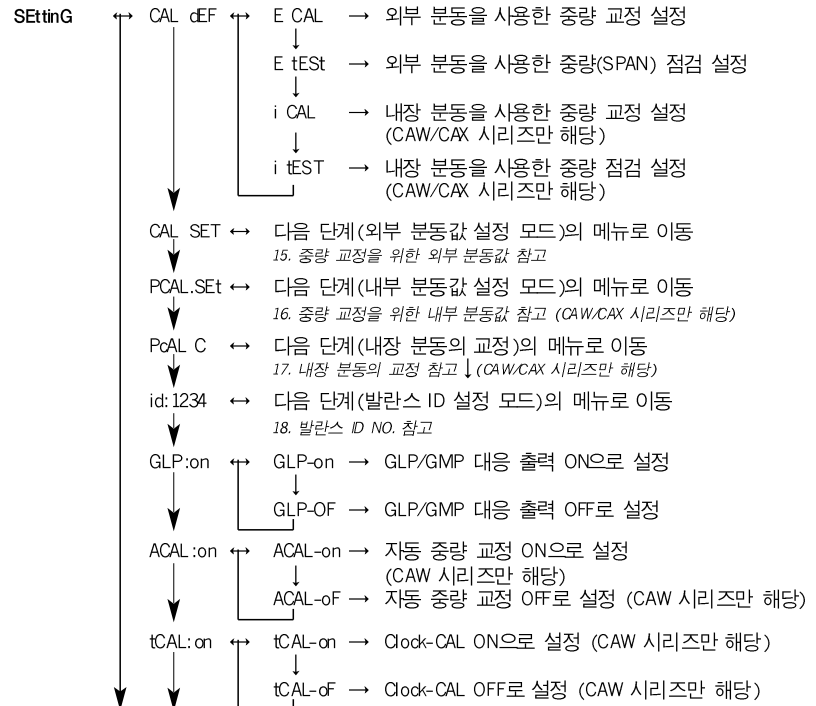 SEttinG ↔ CAL dEF ↔ E CAL → 외부 분동을 사용한 중량 교정 설정
E tESt → 외부 분동을 사용한 중량(SPAN) 점검 설정
i CAL → 내장 분동을 사용한 중량 교정 설정
(CAW/CAX 시리즈만 해당)
i tEST → 내장 분동을 사용한 중량 점검 설정
(CAW/CAX 시리즈만 해당)
CAL SET ↔ 다음 단계(외부 분동값 설정 모드)의 메뉴로 이동
15. 중량 교정을 위한 외부 분동값 참고
PCAL.SEt ↔ 다음 단계(내부 분동값 설정 모드)의 메뉴로 이동
16. 중량 교정을 위한 내부 분동값 참고 (CAW/CAX 시리즈만 해당)
PcAL C ↔ 다음 단계(내장 분동의 교정)의 메뉴로 이동
17. 내장 분동의 교정 참고 ↓ (CAW/CAX 시리즈만 해당)
id:1234 ↔ 다음 단계(발란스 ID 설정 모드)의 메뉴로 이동
18. 발란스 ID NO. 참고
GLP:on ↔ GLP-on → GLP/GMP 대응 출력 ON으로 설정
GLP-OF → GLP/GMP 대응 출력 OFF로 설정
ACAL:on ↔ ACAL-on → 자동 중량 교정 ON으로 설정
(CAW 시리즈만 해당)
ACAL-oF → 자동 중량 교정 OFF로 설정 (CAW 시리즈만 해당)
tCAL:on ↔ tCAL-on → Clock-CAL ON으로 설정 (CAW 시리즈만 해당)
tCAL-oF → Clock-CAL OFF로 설정 (CAW 시리즈만 해당)